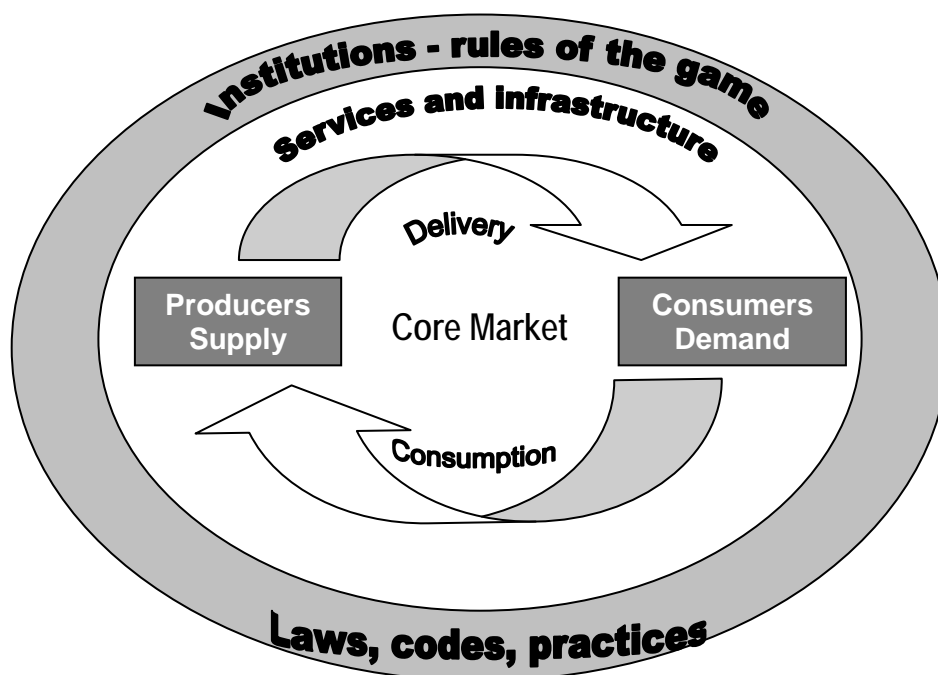 Institutions - rules of the game
Services and infrastructure
Delivery
Producers
Supply
Core Market
Consumers
Demand
Consumption
Laws, codes, practices